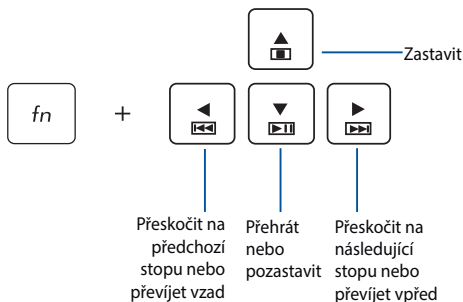 Zastavit
fn +
Přeskočit na
předchozí
stopu nebo
převíjet vzad
Přehrát
nebo
pozastavit
Přeskočit na
následující
stopu nebo
převíjet vpřed